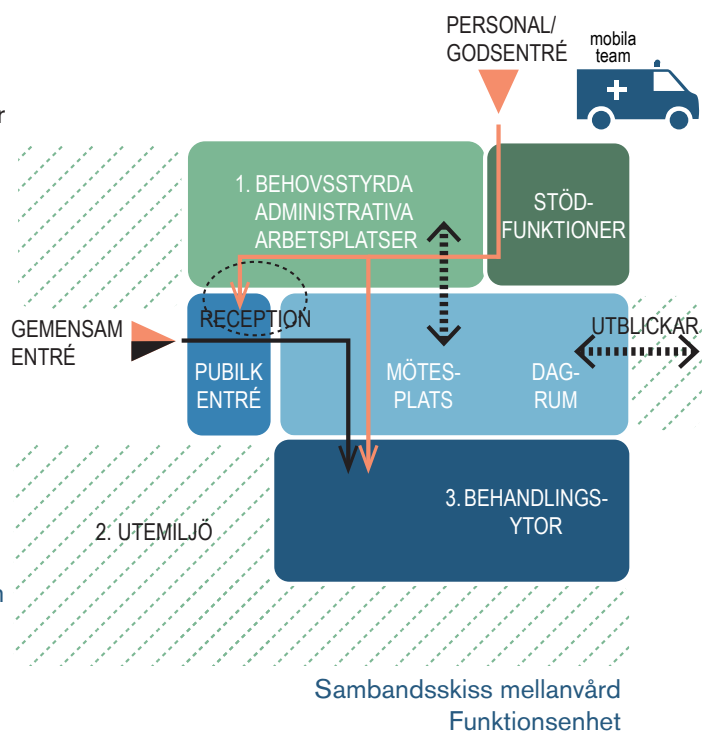 PERSONAL/
GODSENTRÉ
mobila
team
r
1. BEHOVSSTYRDA
ADMINISTRATIVA
ARBETSPLATSER
STÖD-
FUNKTIONER
GEMENSAM
ENTRÉ
RECEPTION
UTBLICKAR
PUBILK
ENTRÉ
MÖTES-
PLATS
DAG-
RUM
2. UTEMILJÖ
3. BEHANDLINGS-
YTOR
n
Sambandsskiss mellanvård
Funktionsenhet